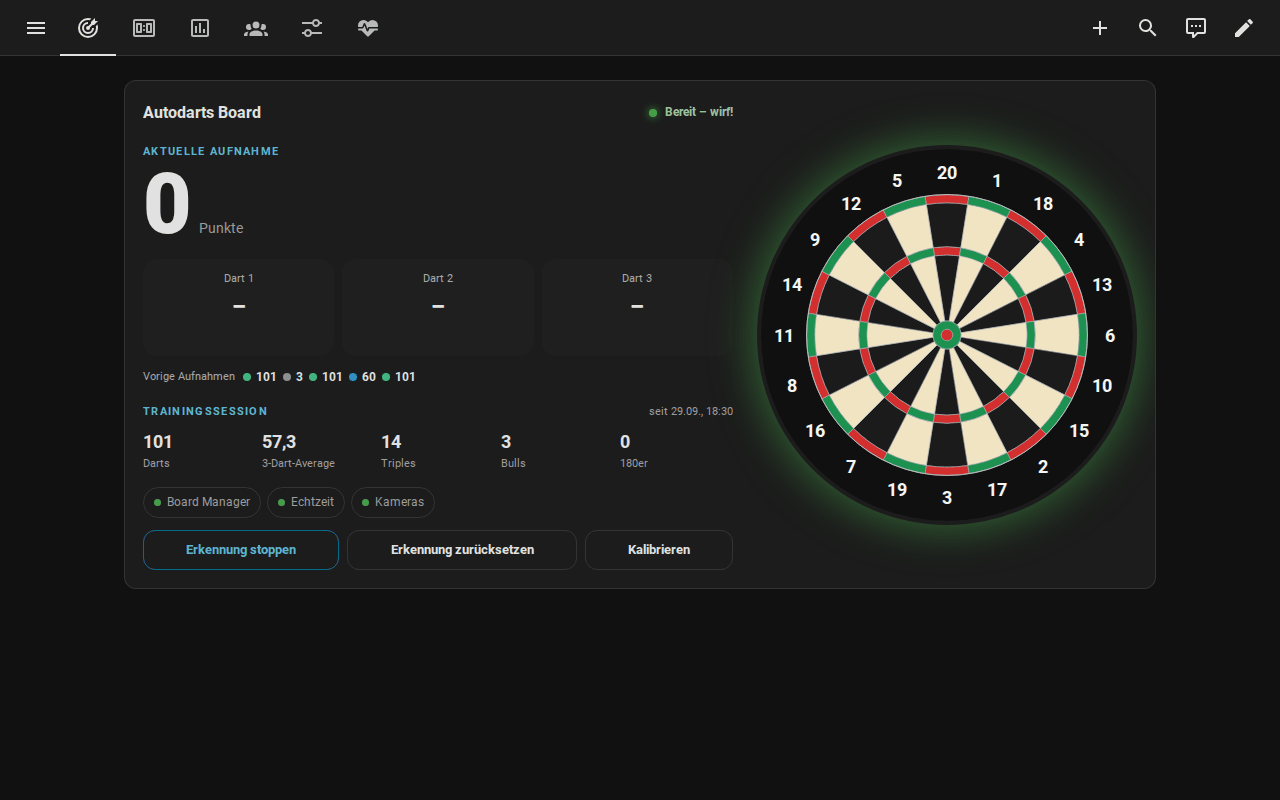 Autodarts Board
Bereit – wirf!
AKTUELLE AUFNAHME
0 Punkte
Dart 1 Dart 2 Dart 3
– – –
Vorige Aufnahmen 101 3 101 60 101
TRAININGSSESSION seit 29.09., 18:30
101 57,3 14 3 0
Darts 3-Dart-Average Triples Bulls 180er
Board Manager Echtzeit Kameras
Erkennung stoppen Erkennung zurücksetzen Kalibrieren
20
5 1
12 18
9 4
14 13
11 6
8 10
16 15
7 2
19 17
3